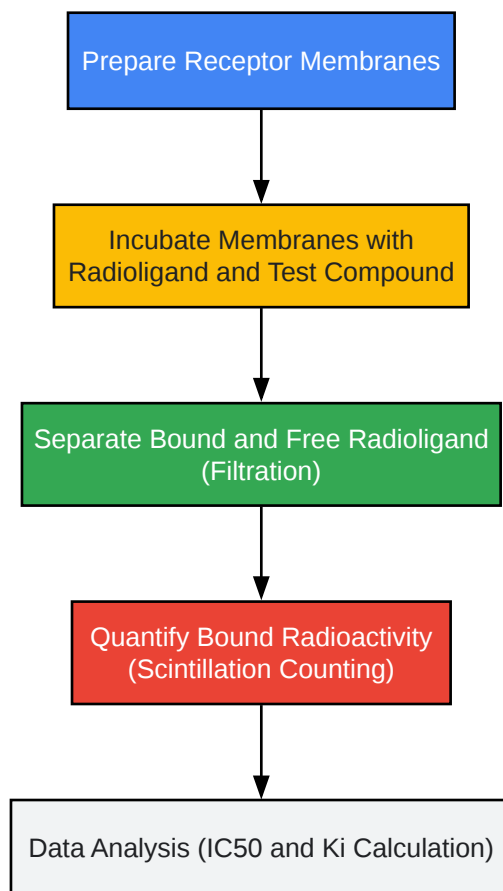 Prepare Receptor Membranes
Incubate Membranes with
Radioligand and Test Compound
Separate Bound and Free Radioligand
(Filtration)
Quantify Bound Radioactivity
(Scintillation Counting)
Data Analysis (IC50 and Ki Calculation)